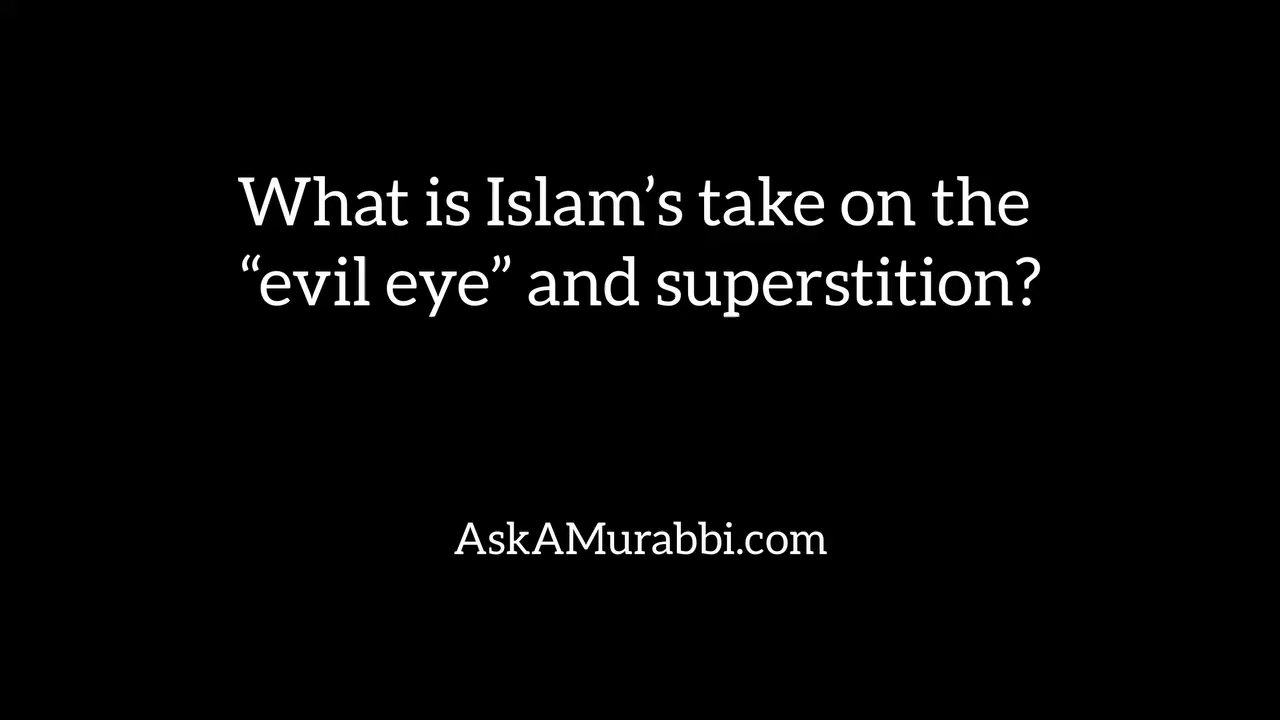 What is Islam’s take on the
“evil eye” and superstition?
AskAMurabbi.com